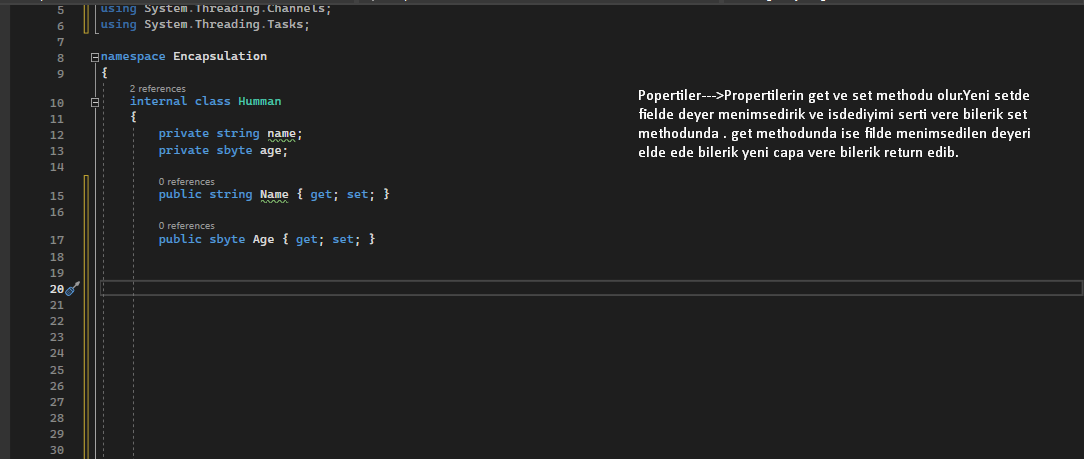 5 using System.Threading.Channels;
6 using System.Threading.Tasks;
7
8 namespace Encapsulation
9 {
2 references
10 internal class Humman
11 {
12 private string name;
13 private sbyte age;
14
0 references
15 public string Name { get; set; }
16
0 references
17 public sbyte Age { get; set; }
18
19
20
21
22
23
24
25
26
27
28
29
30
Popertiler--->Propertilerin get ve set methodu olur.Yeni setde
fielde deyer menimsedirik ve isdediyimi serti vere bilerik set
methodunda . get methodunda ise filde menimsedilen deyeri
elde ede bilerik yeni capa vere bilerik return edib.